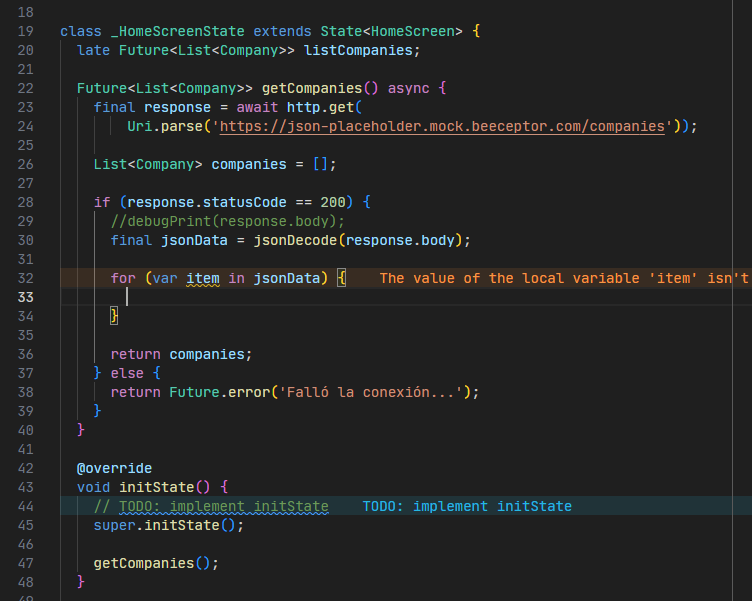 18
19 class _HomeScreenState extends State<HomeScreen> {
20 late Future<List<Company>> listCompanies;
21
22 Future<List<Company>> getCompanies() async {
23 final response = await http.get(
24 Uri.parse('https://json-placeholder.mock.beeceptor.com/companies'));
25
26 List<Company> companies = [];
27
28 if (response.statusCode == 200) {
29 //debugPrint(response.body);
30 final jsonData = jsonDecode(response.body);
31
32 for (var item in jsonData) { The value of the local variable 'item' isn't
33
34 }
35
36 return companies;
37 } else {
38 return Future.error('Falló la conexión...');
39 }
40 }
41
42 @override
43 void initState() {
44 // TODO: implement initState TODO: implement initState
45 super.initState();
46
47 getCompanies();
48 }
49